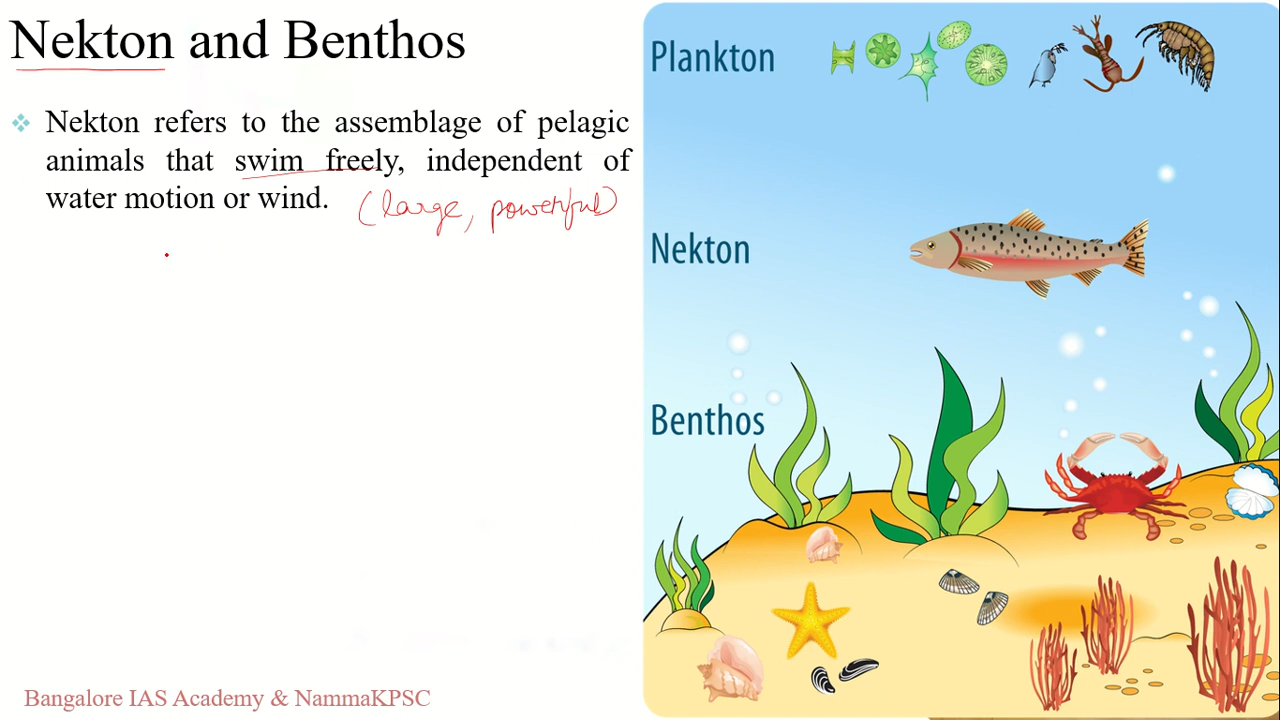 Nekton and Benthos
Nekton refers to the assemblage of pelagic
animals that swim freely, independent of
water motion or wind.
(large, powerful)
Plankton
Nekton
Benthos
Bangalore IAS Academy & NammaKPSC